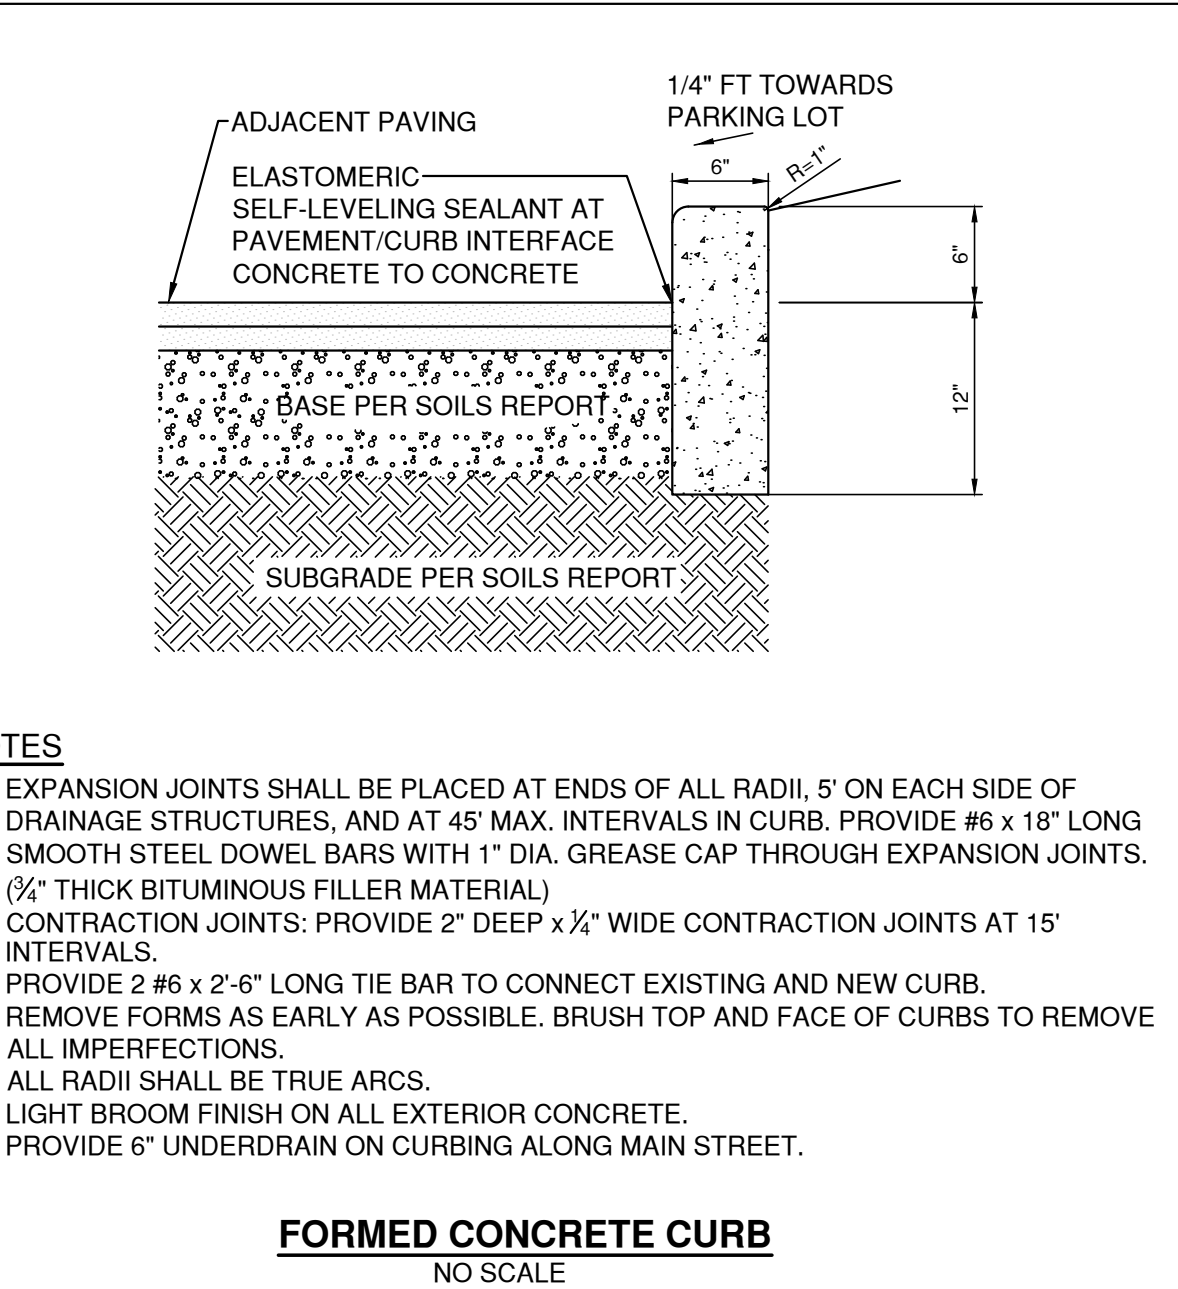 1/4" FT TOWARDS
PARKING LOT
ADJACENT PAVING
6"
R=1"
ELASTOMERIC
SELF-LEVELING SEALANT AT
PAVEMENT/CURB INTERFACE
CONCRETE TO CONCRETE
6"
12"
BASE PER SOILS REPORT
SUBGRADE PER SOILS REPORT
TES
EXPANSION JOINTS SHALL BE PLACED AT ENDS OF ALL RADII, 5' ON EACH SIDE OF
DRAINAGE STRUCTURES, AND AT 45' MAX. INTERVALS IN CURB. PROVIDE #6 x 18" LONG
SMOOTH STEEL DOWEL BARS WITH 1" DIA. GREASE CAP THROUGH EXPANSION JOINTS.
(¾" THICK BITUMINOUS FILLER MATERIAL)
CONTRACTION JOINTS: PROVIDE 2" DEEP x ¼" WIDE CONTRACTION JOINTS AT 15'
INTERVALS.
PROVIDE 2 #6 x 2'-6" LONG TIE BAR TO CONNECT EXISTING AND NEW CURB.
REMOVE FORMS AS EARLY AS POSSIBLE. BRUSH TOP AND FACE OF CURBS TO REMOVE
ALL IMPERFECTIONS.
ALL RADII SHALL BE TRUE ARCS.
LIGHT BROOM FINISH ON ALL EXTERIOR CONCRETE.
PROVIDE 6" UNDERDRAIN ON CURBING ALONG MAIN STREET.
FORMED CONCRETE CURB
NO SCALE